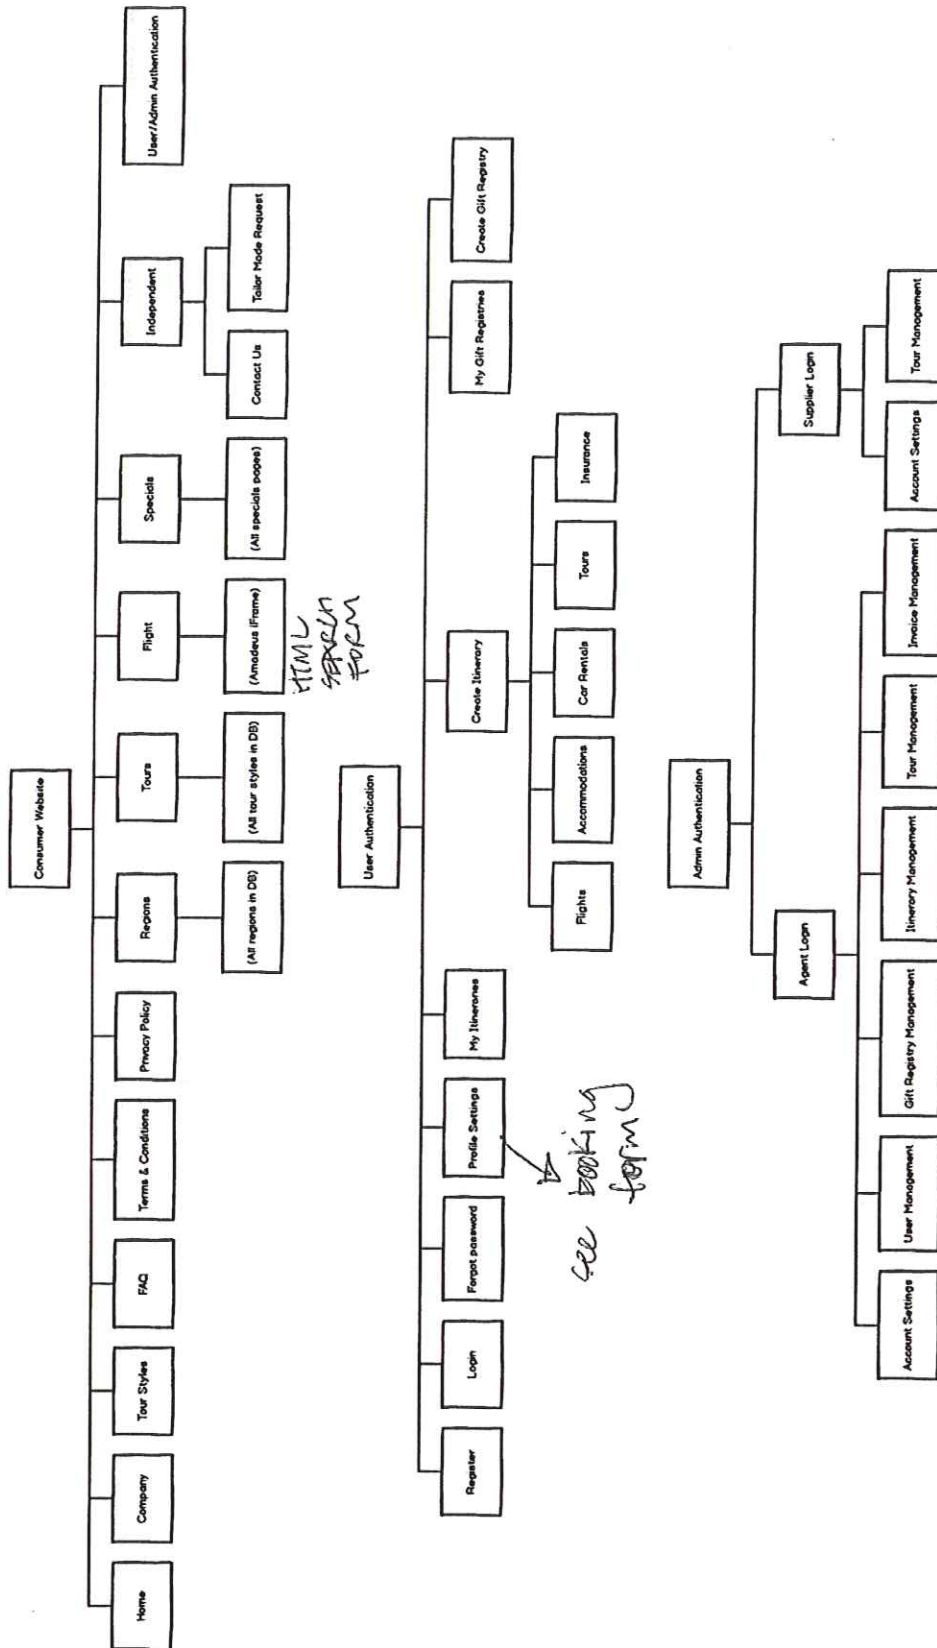 Consumer Website
Home
Company
Tour Styles
FAQ
Terms & Conditions
Privacy Policy
Regions
Tours
Flight
Specials
Independent
User/Admin Authentication
(All regions in DB)
(All tour styles in DB)
(Amadeus iFrame)
(All specials pages)
Contact Us
Tailor Made Request
HTML
SEARCH
FORM
User Authentication
Register
Login
Forgot password
Profile Settings
My Itineraries
Create Itinerary
My Gift Registries
Create Gift Registry
Flights
Accommodations
Car Rentals
Tours
Insurance
see booking
form
Admin Authentication
Agent Login
Supplier Login
Account Settings
User Management
Gift Registry Management
Itinerary Management
Tour Management
Invoice Management
Account Settings
Tour Management